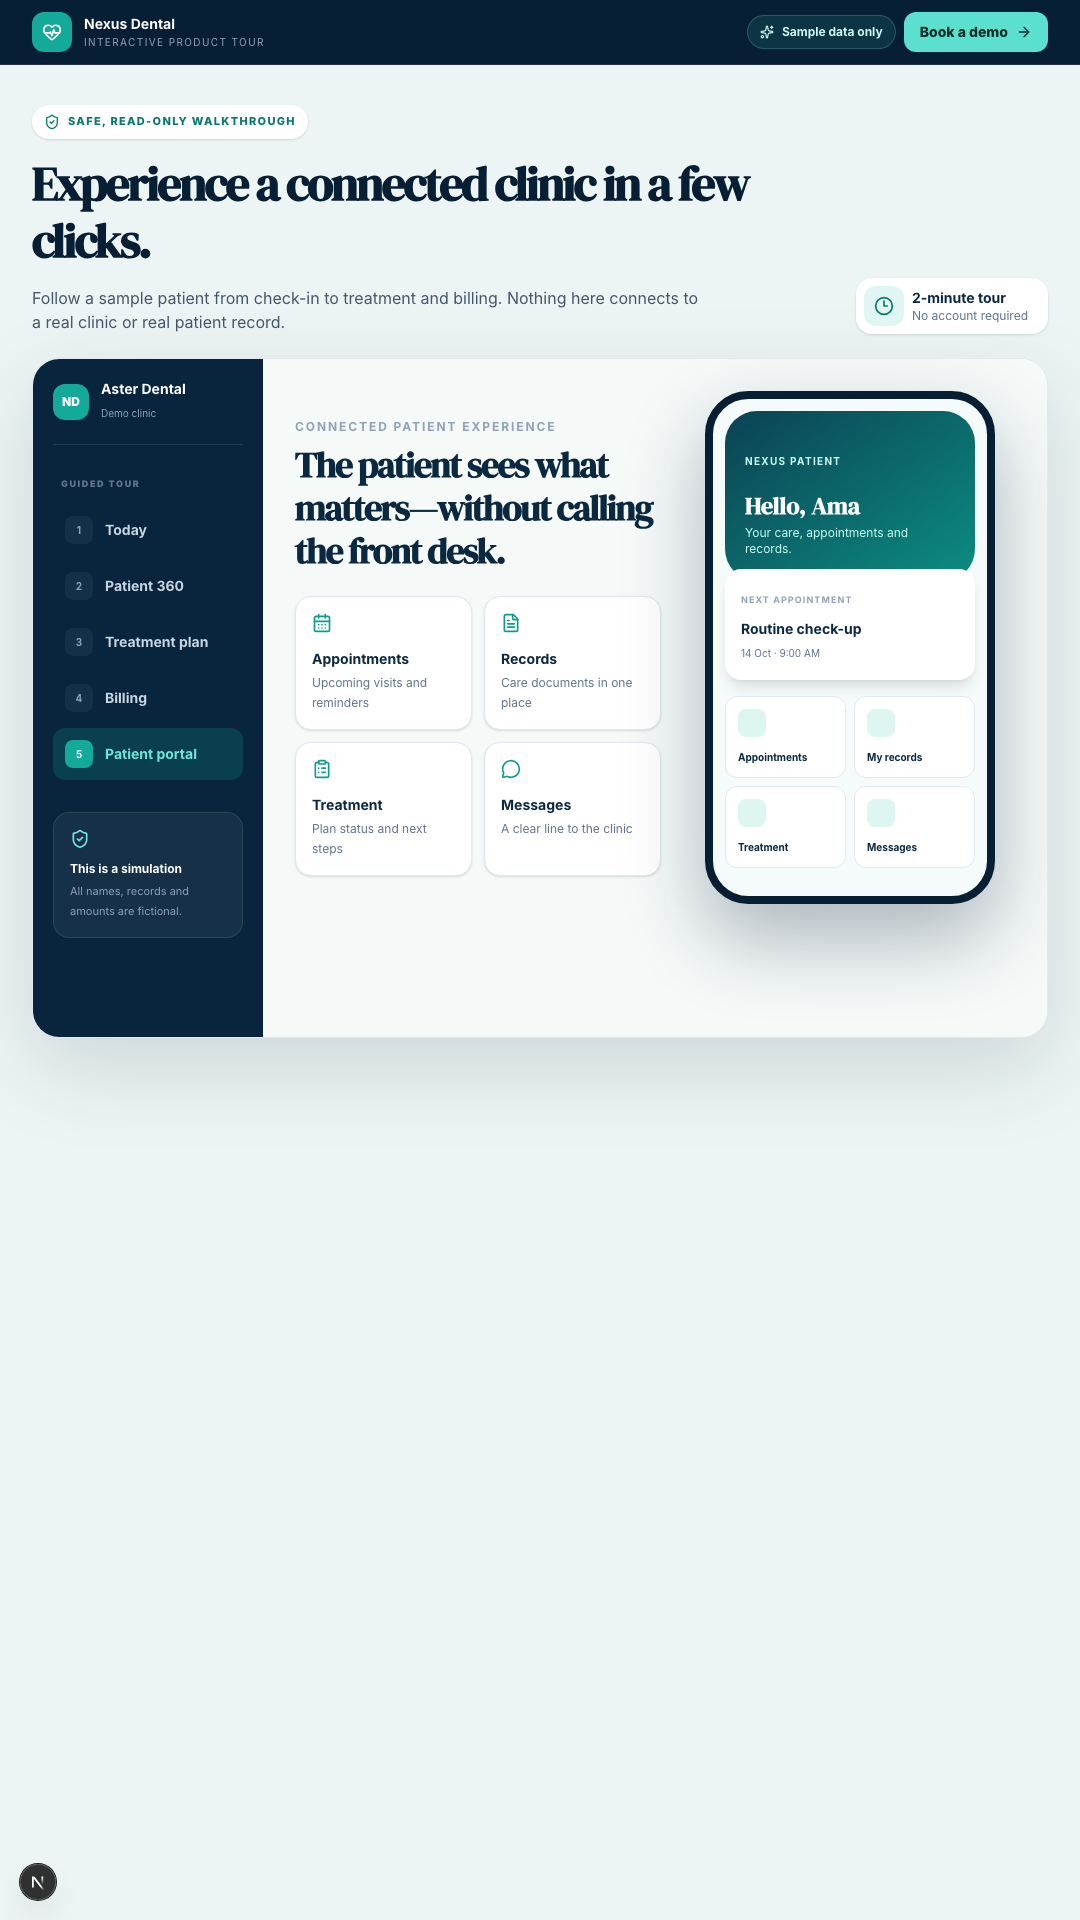 Nexus Dental
INTERACTIVE PRODUCT TOUR
Sample data only
Book a demo
SAFE, READ-ONLY WALKTHROUGH
Experience a connected clinic in a few
clicks.
Follow a sample patient from check-in to treatment and billing. Nothing here connects to
a real clinic or real patient record.
2-minute tour
No account required
ND
Aster Dental
Demo clinic
GUIDED TOUR
1 Today
2 Patient 360
3 Treatment plan
4 Billing
5 Patient portal
This is a simulation
All names, records and
amounts are fictional.
CONNECTED PATIENT EXPERIENCE
The patient sees what
matters—without calling
the front desk.
Appointments
Upcoming visits and
reminders
Records
Care documents in one
place
Treatment
Plan status and next
steps
Messages
A clear line to the clinic
NEXUS PATIENT
Hello, Ama
Your care, appointments and
records.
NEXT APPOINTMENT
Routine check-up
14 Oct · 9:00 AM
Appointments
My records
Treatment
Messages
N